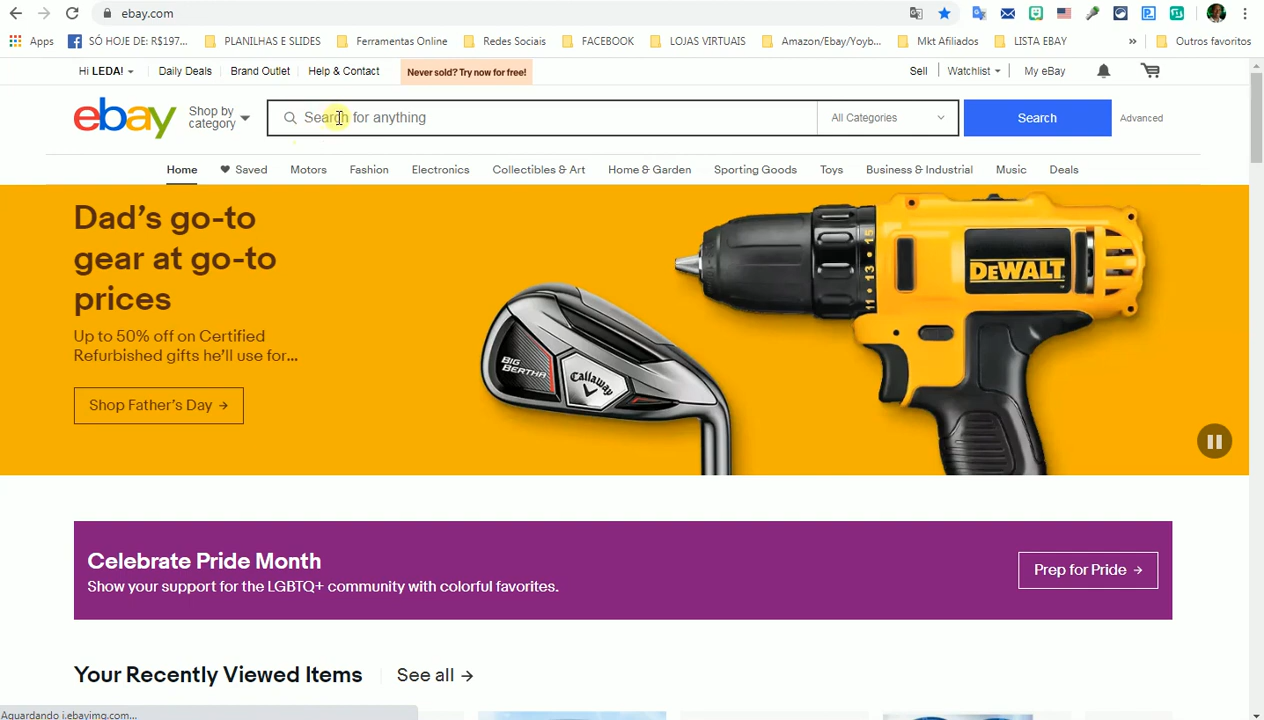 ebay.com
Apps SÓ HOJE DE: R$197... PLANILHAS E SLIDES Ferramentas Online Redes Sociais FACEBOOK LOJAS VIRTUAIS Amazon/Ebay/Yoyb... Mkt Afiliados LISTA EBAY » Outros favoritos
Hi LEDA! Daily Deals Brand Outlet Help & Contact Never sold? Try now for free! Sell Watchlist My eBay
ebay Shop by category Search for anything All Categories Search Advanced
Home Saved Motors Fashion Electronics Collectibles & Art Home & Garden Sporting Goods Toys Business & Industrial Music Deals
Dad's go-to
gear at go-to
prices
Up to 50% off on Certified
Refurbished gifts he'll use for...
Shop Father's Day →
BIG
BERTHA
Callaway
15
13
11
DEWALT
Celebrate Pride Month
Show your support for the LGBTQ+ community with colorful favorites.
Prep for Pride →
Your Recently Viewed Items See all →
Aguardando i.ebayimg.com...